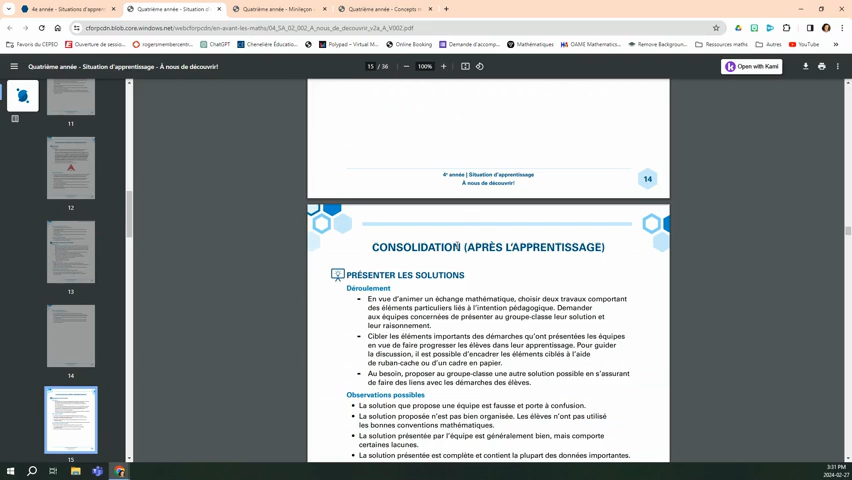 4e année - Situations d'appren
Quatrième année - Situation d'
Quatrième année - Minileçon
Quatrième année - Concepts m
cforpcdn.blob.core.windows.net/webcforpcdn/en-avant-les-maths/04_SA_02_002_A_nous_de_decouvrir_v2a_A_V002.pdf
Favoris du CEPEO
Ouverture de sessio...
rogersmembercentr...
ChatGPT
Chenelière Éducatio...
Polypad – Virtual M...
Online Booking
Demande d'accomp...
Mathématiques
OAME Mathematics...
Remove Background...
Ressources maths
Autres
YouTube
Quatrième année - Situation d'apprentissage - À nous de découvrir!
15 / 36
100%
Open with Kami
11
12
13
14
15
4e année | Situation d'apprentissage
À nous de découvrir!
14
CONSOLIDATION (APRÈS L'APPRENTISSAGE)
PRÉSENTER LES SOLUTIONS
Déroulement
- En vue d'animer un échange mathématique, choisir deux travaux comportant
des éléments particuliers liés à l'intention pédagogique. Demander
aux équipes concernées de présenter au groupe-classe leur solution et
leur raisonnement.
- Cibler les éléments importants des démarches qu'ont présentées les équipes
en vue de faire progresser les élèves dans leur apprentissage. Pour guider
la discussion, il est possible d'encadrer les éléments ciblés à l'aide
de ruban-cache ou d'un cadre en papier.
- Au besoin, proposer au groupe-classe une autre solution possible en s'assurant
de faire des liens avec les démarches des élèves.
Observations possibles
• La solution que propose une équipe est fausse et porte à confusion.
• La solution proposée n'est pas bien organisée. Les élèves n'ont pas utilisé
les bonnes conventions mathématiques.
• La solution présentée par l'équipe est généralement bien, mais comporte
certaines lacunes.
• La solution présentée est complète et contient la plupart des données importantes.
3:31 PM
2024-02-27